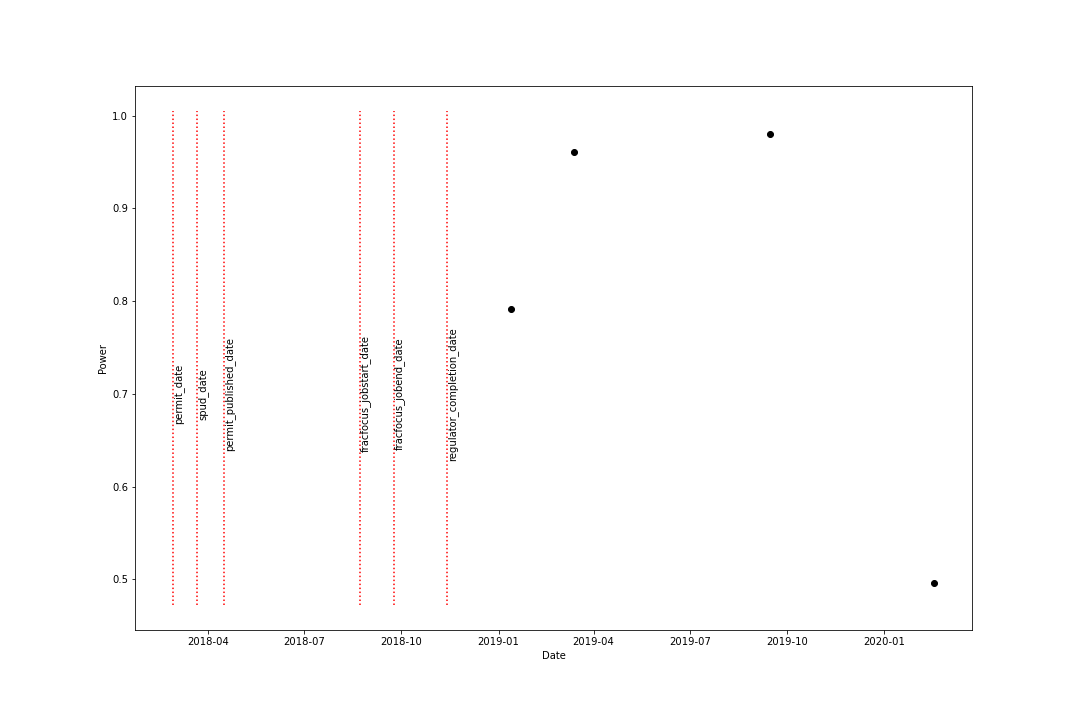 1.0
0.9
0.8
0.7
0.6
0.5
Power
permit_date
spud_date
permit_published_date
fracfocus_jobstart_date
fracfocus_jobend_date
regulator_completion_date
2018-04
2018-07
2018-10
2019-01
2019-04
2019-07
2019-10
2020-01
Date